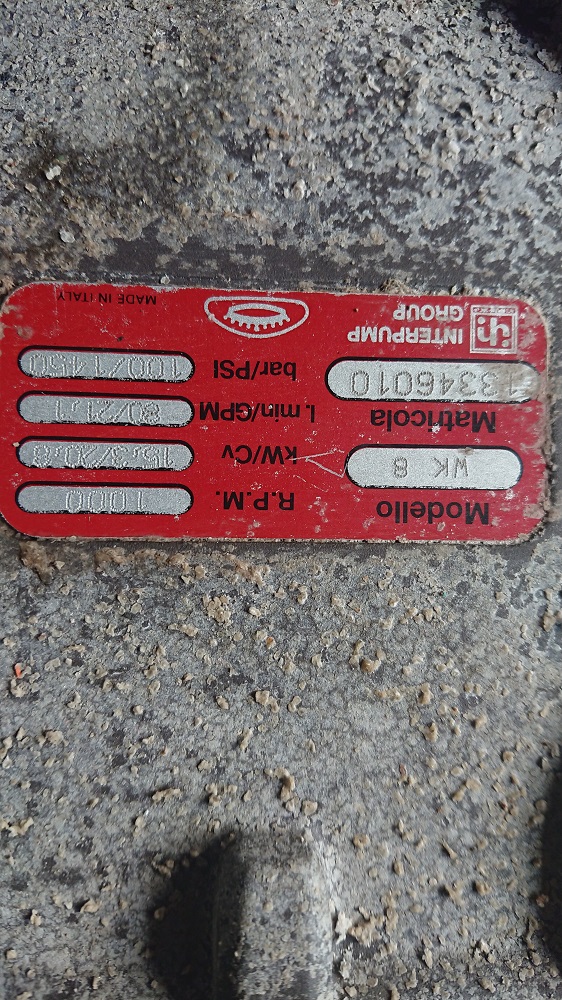 Modello
WK 8
Matricola
3346010
INTERPUMP
GROUP
R.P.M.
1000
kW/Cv
15,3/20,8
l. min/GPM
80/21,1
bar/PSI
100/1450
MADE IN ITALY